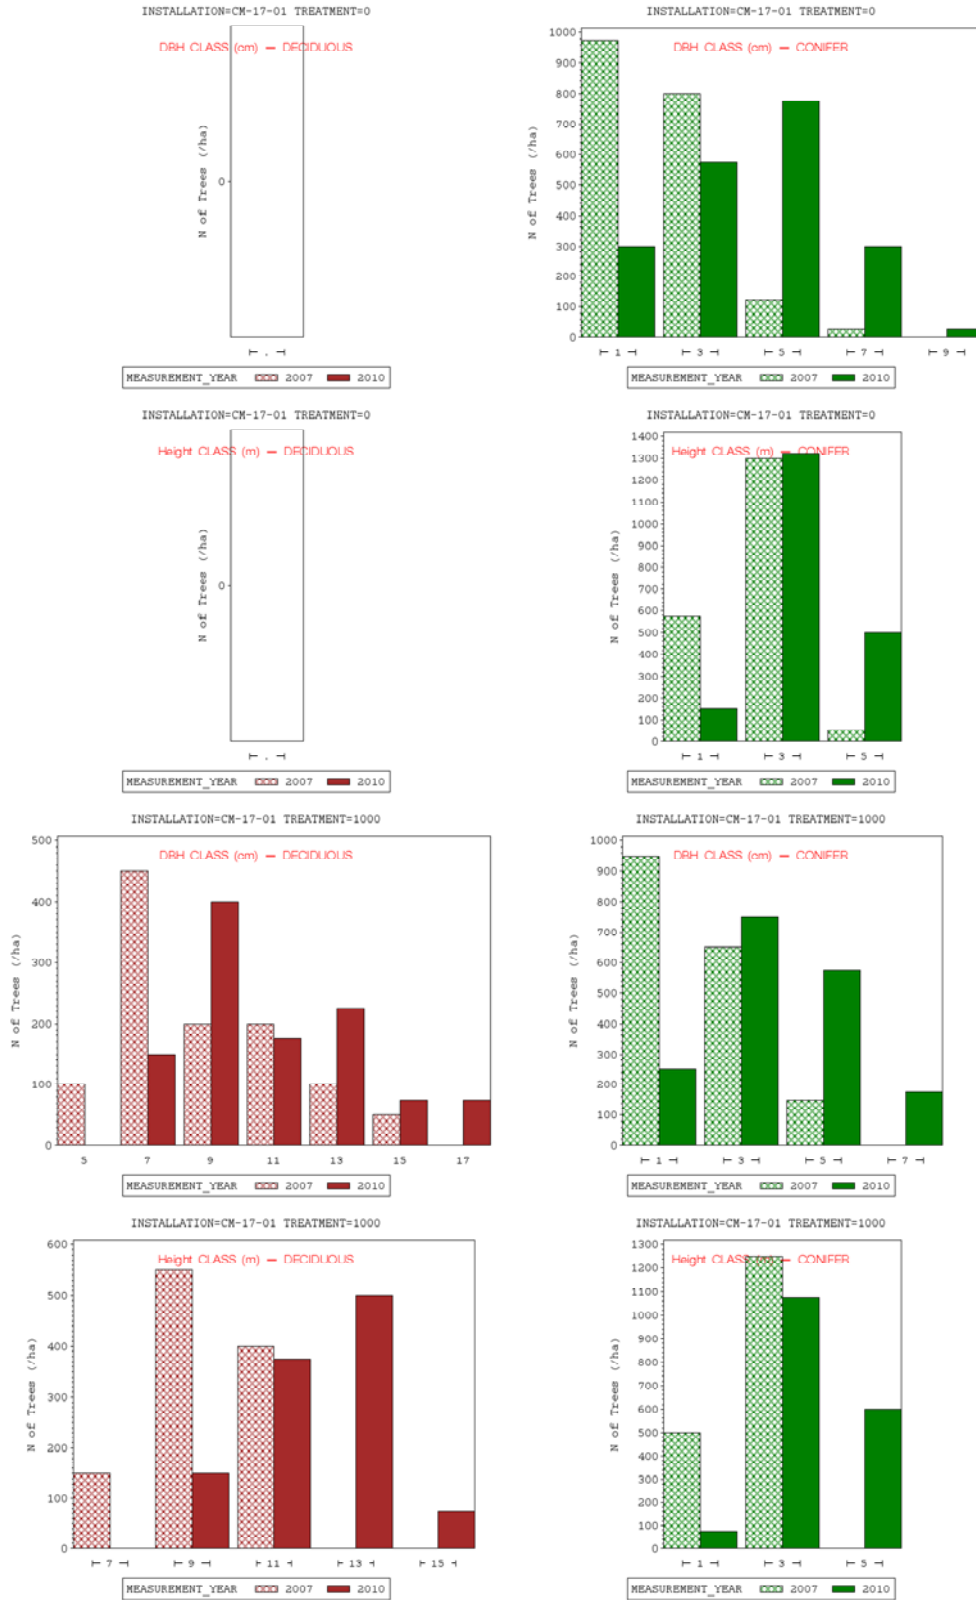 INSTALLATION=CM-17-01 TREATMENT=0
DBH CLASS (cm) — DECIDUOUS
N of Trees (/ha)
0
.
MEASUREMENT_YEAR 2007 2010
INSTALLATION=CM-17-01 TREATMENT=0
DBH CLASS (cm) — CONIFER
N of Trees (/ha)
1000
900
800
700
600
500
400
300
200
100
0
1 3 5 7 9
MEASUREMENT_YEAR 2007 2010
INSTALLATION=CM-17-01 TREATMENT=0
Height CLASS (m) — DECIDUOUS
N of Trees (/ha)
0
.
MEASUREMENT_YEAR 2007 2010
INSTALLATION=CM-17-01 TREATMENT=0
Height CLASS (m) — CONIFER
N of Trees (/ha)
1400
1300
1200
1100
1000
900
800
700
600
500
400
300
200
100
0
1 3 5
MEASUREMENT_YEAR 2007 2010
INSTALLATION=CM-17-01 TREATMENT=1000
DBH CLASS (cm) — DECIDUOUS
N of Trees (/ha)
500
400
300
200
100
0
5 7 9 11 13 15 17
MEASUREMENT_YEAR 2007 2010
INSTALLATION=CM-17-01 TREATMENT=1000
DBH CLASS (cm) — CONIFER
N of Trees (/ha)
1000
900
800
700
600
500
400
300
200
100
0
1 3 5 7
MEASUREMENT_YEAR 2007 2010
INSTALLATION=CM-17-01 TREATMENT=1000
Height CLASS (m) — DECIDUOUS
N of Trees (/ha)
600
500
400
300
200
100
0
7 9 11 13 15
MEASUREMENT_YEAR 2007 2010
INSTALLATION=CM-17-01 TREATMENT=1000
Height CLASS (m) — CONIFER
N of Trees (/ha)
1300
1200
1100
1000
900
800
700
600
500
400
300
200
100
0
1 3 5
MEASUREMENT_YEAR 2007 2010